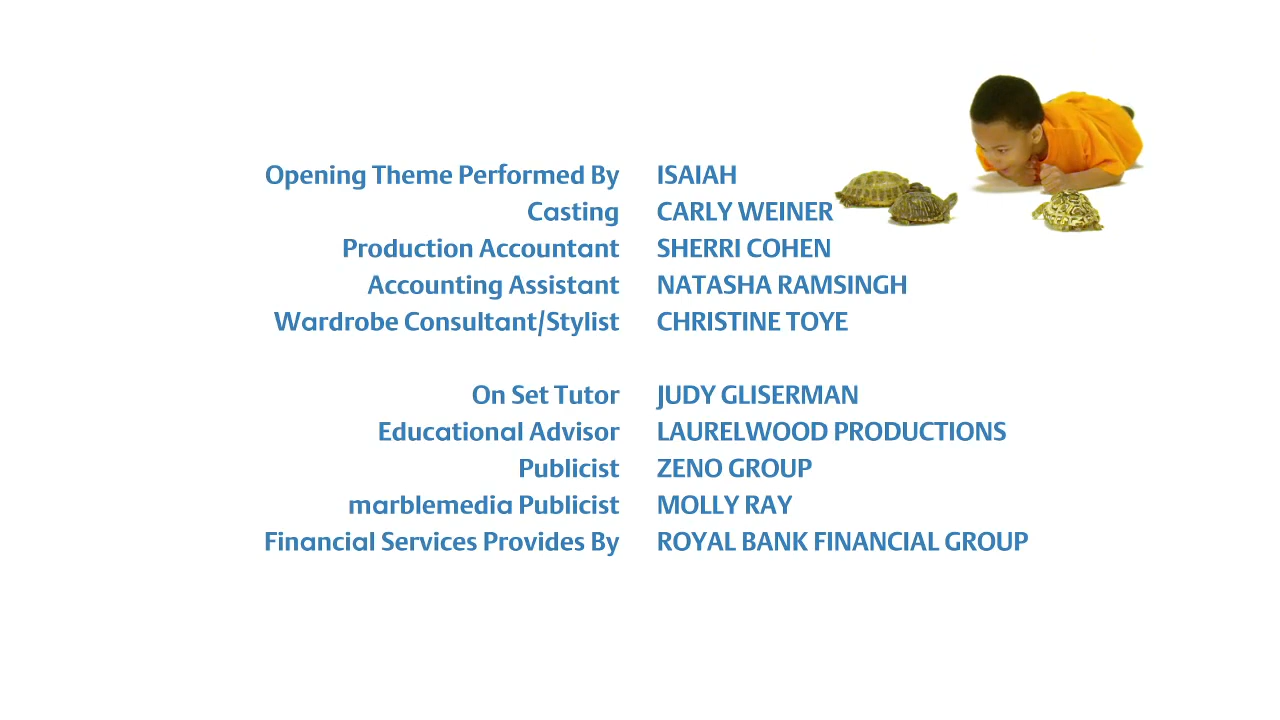 Opening Theme Performed By ISAIAH
Casting CARLY WEINER
Production Accountant SHERRI COHEN
Accounting Assistant NATASHA RAMSINGH
Wardrobe Consultant/Stylist CHRISTINE TOYE
On Set Tutor JUDY GLISERMAN
Educational Advisor LAURELWOOD PRODUCTIONS
Publicist ZENO GROUP
marblemedia Publicist MOLLY RAY
Financial Services Provides By ROYAL BANK FINANCIAL GROUP